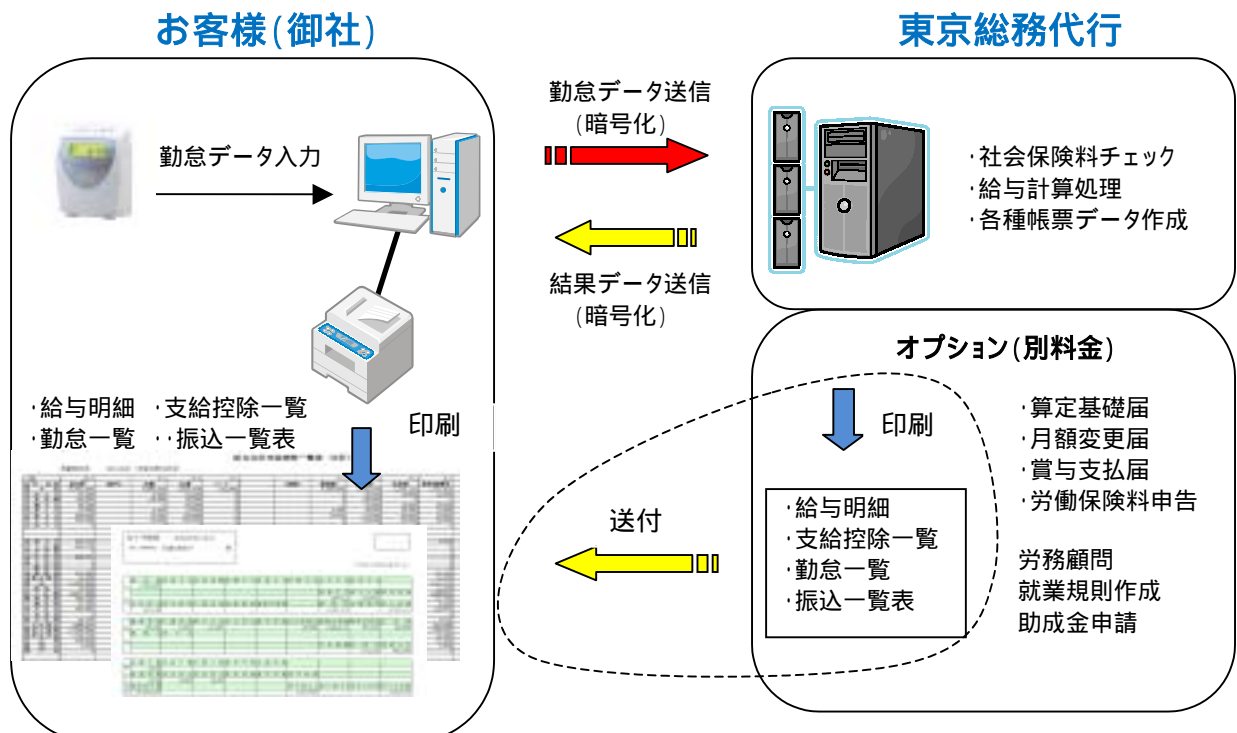 お客様(御社)
東京総務代行
勤怠データ入力
勤怠データ送信
(暗号化)
結果データ送信
(暗号化)
･社会保険料チェック
･給与計算処理
･各種帳票データ作成
･給与明細 ･支給控除一覧
･勤怠一覧 ･･振込一覧表
印刷
オプション(別料金)
印刷
･給与明細
･支給控除一覧
･勤怠一覧
･振込一覧表
送付
･算定基礎届
･月額変更届
･賞与支払届
･労働保険料申告
労務顧問
就業規則作成
助成金申請